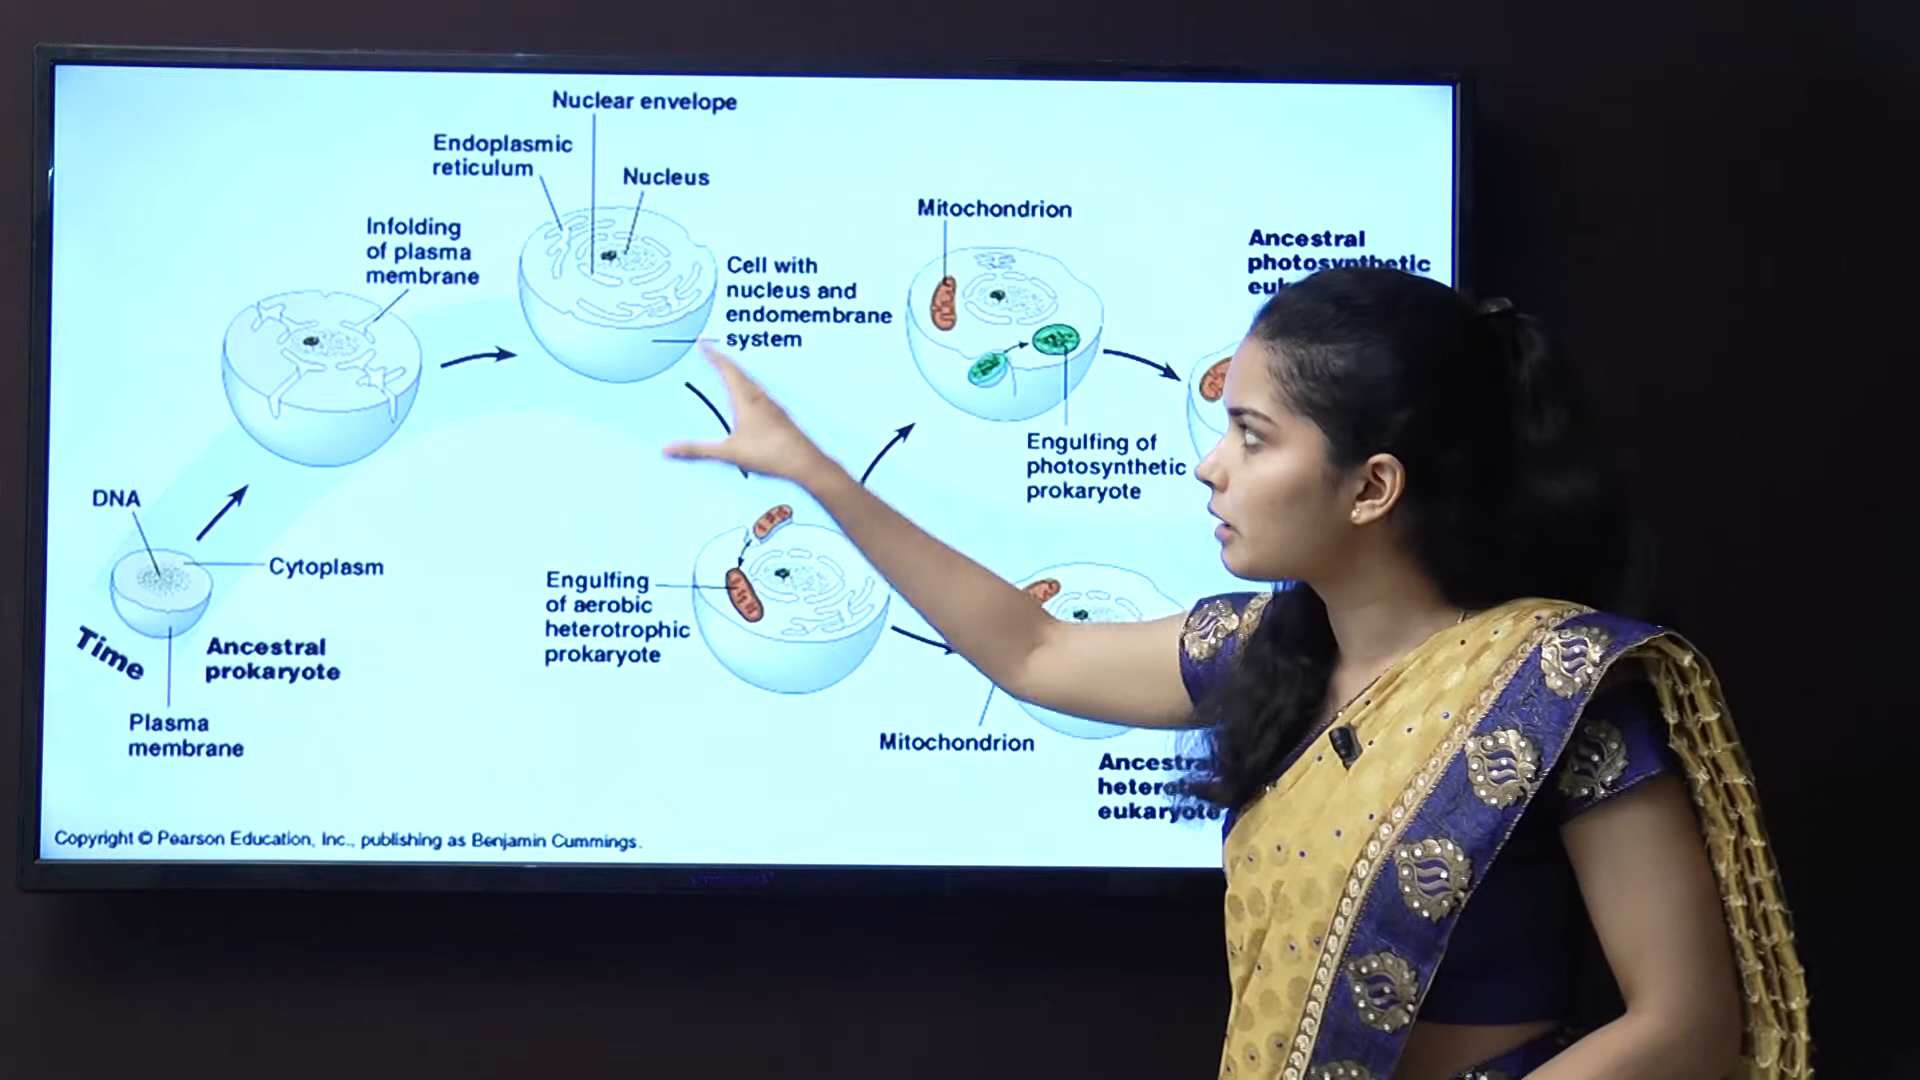 Nuclear envelope
Endoplasmic
reticulum
Nucleus
Infolding
of plasma
membrane
Cell with
nucleus and
endomembrane
system
Mitochondrion
Ancestral
photosynthetic
Engulfing of
photosynthetic
prokaryote
DNA
Cytoplasm
Time
Ancestral
prokaryote
Plasma
membrane
Engulfing
of aerobic
heterotrophic
prokaryote
Mitochondrion
eukaryote
Copyright © Pearson Education, Inc., publishing as Benjamin Cummings.